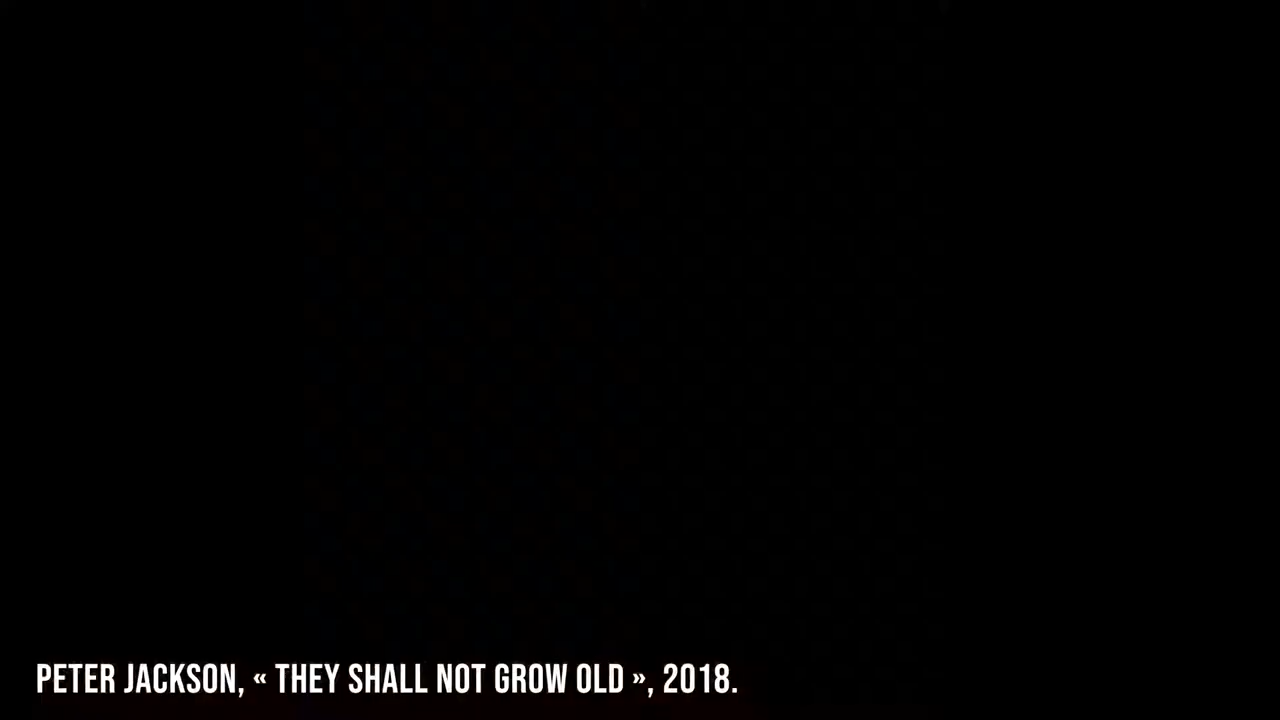 PETER JACKSON, « THEY SHALL NOT GROW OLD », 2018.